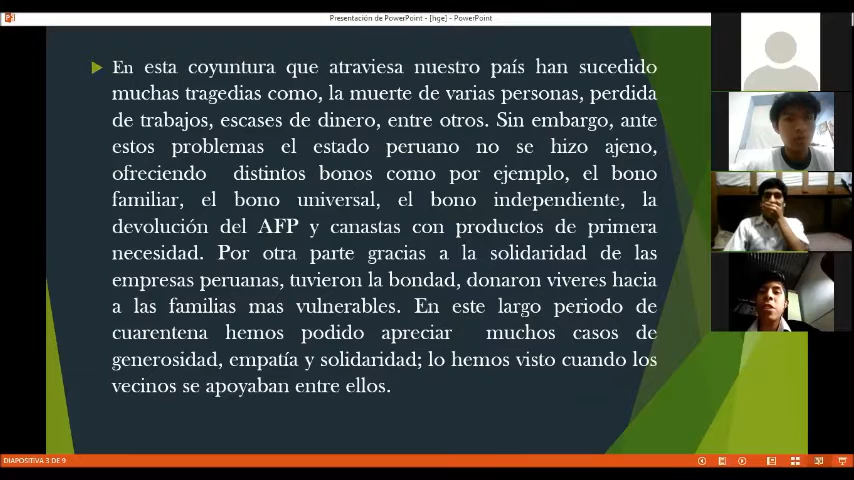 Presentación de PowerPoint - [hge] - PowerPoint
En esta coyuntura que atraviesa nuestro país han sucedido
muchas tragedias como, la muerte de varias personas, perdida
de trabajos, escases de dinero, entre otros. Sin embargo, ante
estos problemas el estado peruano no se hizo ajeno,
ofreciendo distintos bonos como por ejemplo, el bono
familiar, el bono universal, el bono independiente, la
devolución del AFP y canastas con productos de primera
necesidad. Por otra parte gracias a la solidaridad de las
empresas peruanas, tuvieron la bondad, donaron viveres hacia
a las familias mas vulnerables. En este largo periodo de
cuarentena hemos podido apreciar muchos casos de
generosidad, empatía y solidaridad; lo hemos visto cuando los
vecinos se apoyaban entre ellos.
DIAPOSITIVA 3 DE 9